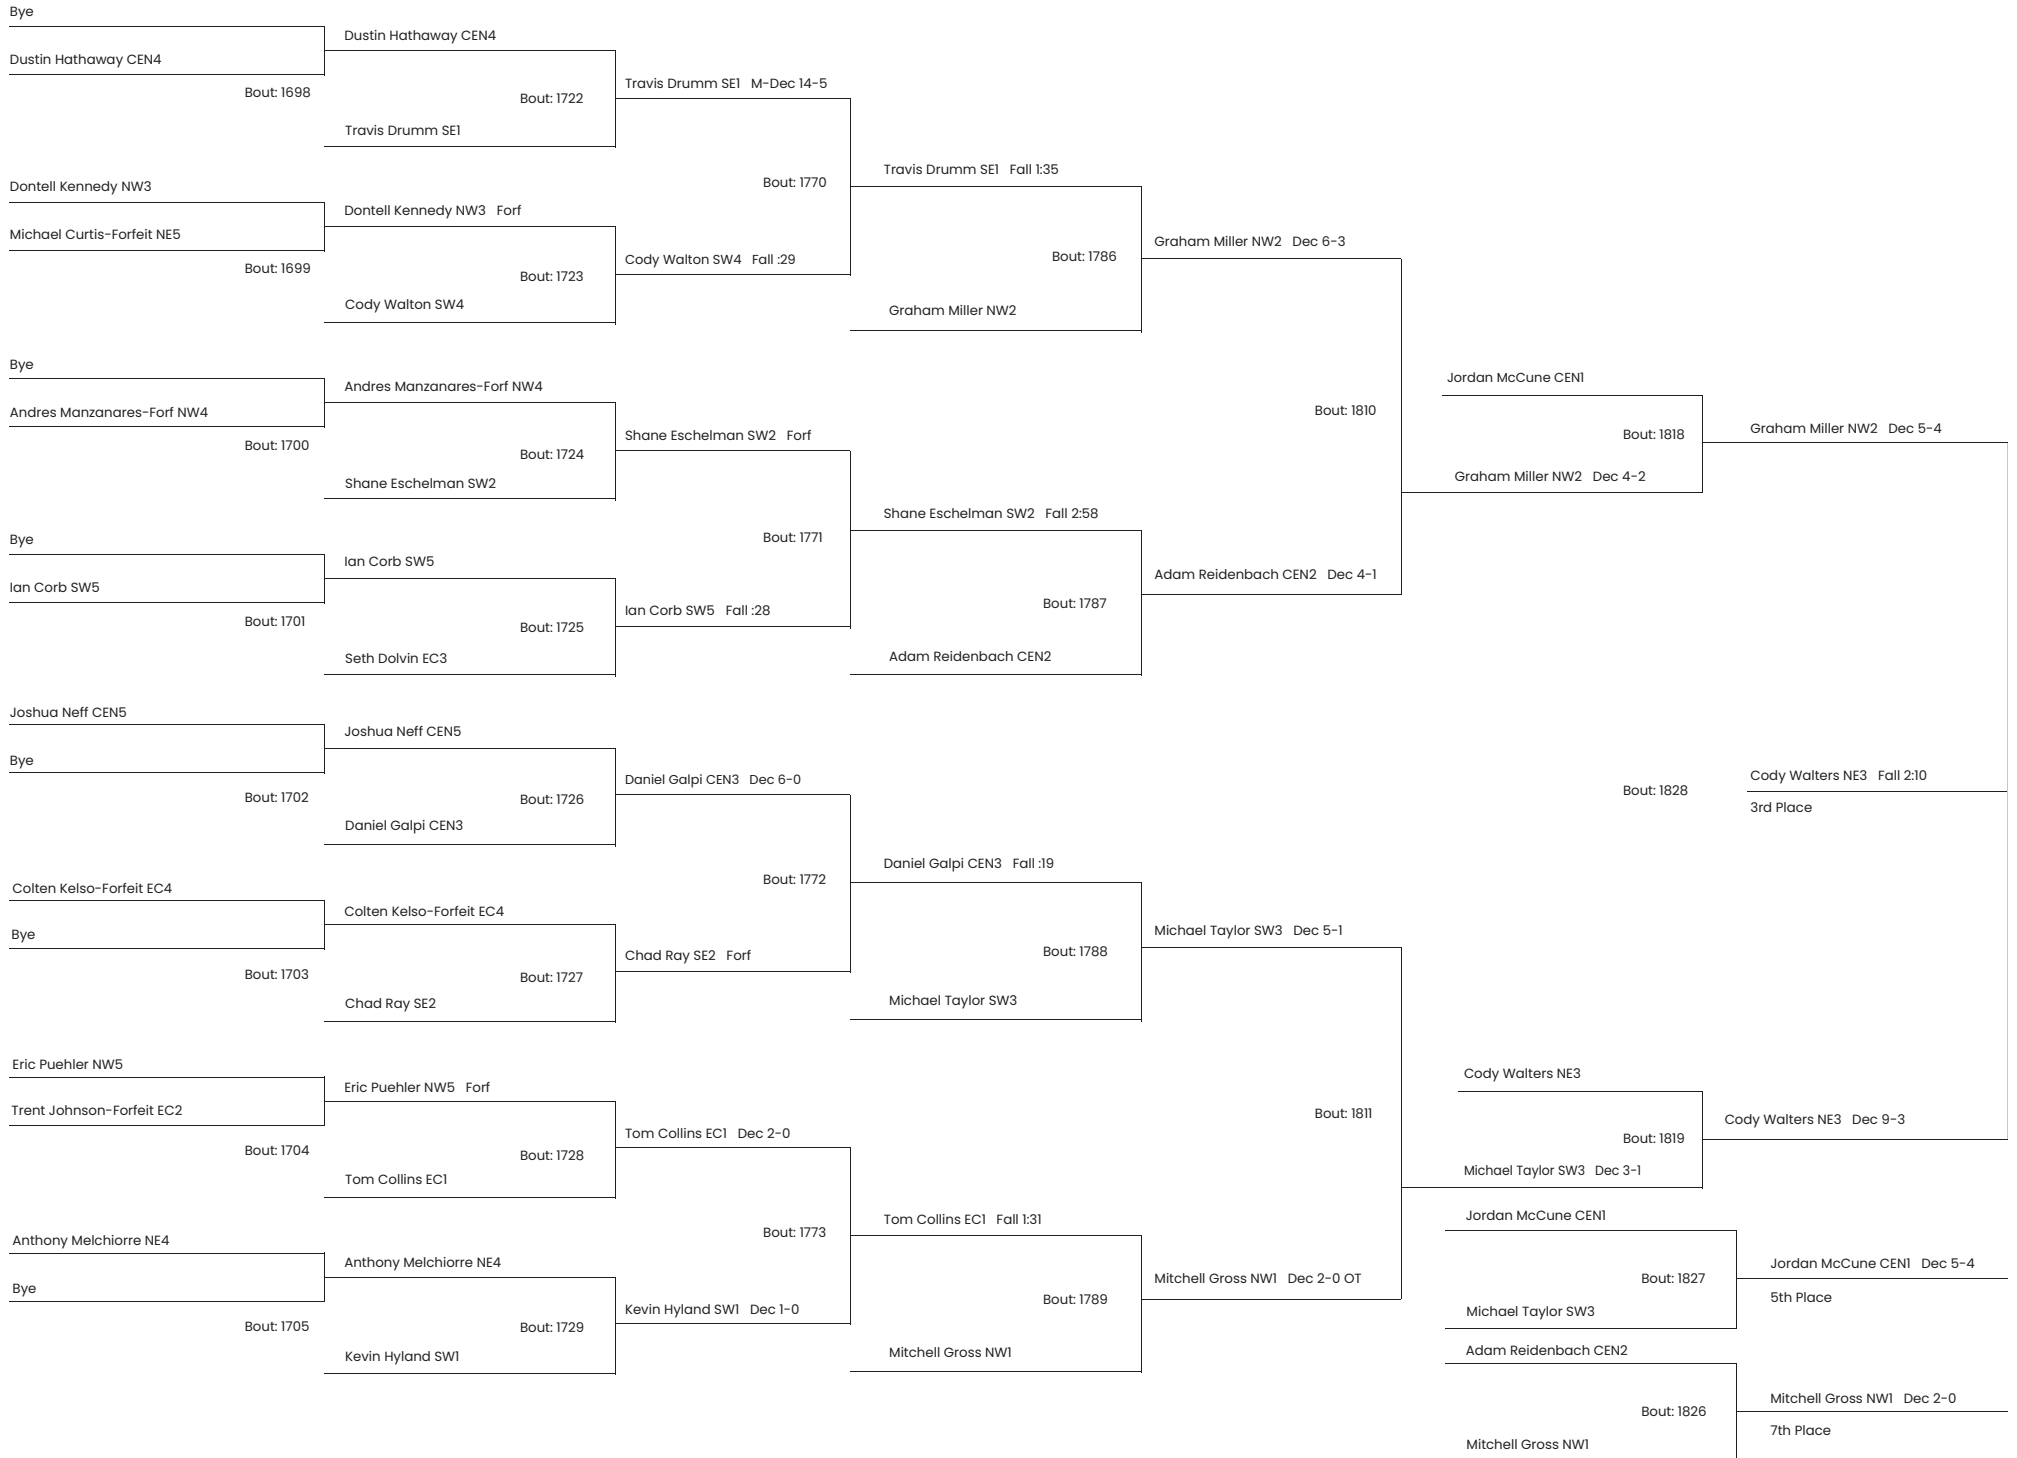 Bye
Dustin Hathaway CEN4
Dustin Hathaway CEN4
Bout: 1698
Bout: 1722
Travis Drumm SE1 M-Dec 14-5
Travis Drumm SE1
Dontell Kennedy NW3
Michael Curtis-Forfeit NE5
Dontell Kennedy NW3 Forf
Bout: 1699
Bout: 1723
Cody Walton SW4 Fall :29
Cody Walton SW4
Bout: 1770
Travis Drumm SE1 Fall 1:35
Bout: 1786
Graham Miller NW2 Dec 6-3
Graham Miller NW2
Bye
Andres Manzanares-Forf NW4
Andres Manzanares-Forf NW4
Bout: 1700
Bout: 1724
Shane Eschelman SW2 Forf
Shane Eschelman SW2
Bye
Ian Corb SW5
Ian Corb SW5
Bout: 1701
Bout: 1725
Ian Corb SW5 Fall :28
Seth Dolvin EC3
Bout: 1771
Shane Eschelman SW2 Fall 2:58
Bout: 1787
Adam Reidenbach CEN2 Dec 4-1
Adam Reidenbach CEN2
Bout: 1810
Jordan McCune CEN1
Bout: 1818
Graham Miller NW2 Dec 5-4
Graham Miller NW2 Dec 4-2
Joshua Neff CEN5
Bye
Joshua Neff CEN5
Bout: 1702
Bout: 1726
Daniel Galpi CEN3 Dec 6-0
Daniel Galpi CEN3
Colten Kelso-Forfeit EC4
Bye
Colten Kelso-Forfeit EC4
Bout: 1703
Bout: 1727
Chad Ray SE2 Forf
Chad Ray SE2
Bout: 1772
Daniel Galpi CEN3 Fall :19
Bout: 1788
Michael Taylor SW3 Dec 5-1
Michael Taylor SW3
Bout: 1828
Cody Walters NE3 Fall 2:10
3rd Place
Eric Puehler NW5
Trent Johnson-Forfeit EC2
Eric Puehler NW5 Forf
Bout: 1704
Bout: 1728
Tom Collins EC1 Dec 2-0
Tom Collins EC1
Anthony Melchiorre NE4
Bye
Anthony Melchiorre NE4
Bout: 1705
Bout: 1729
Kevin Hyland SW1 Dec 1-0
Kevin Hyland SW1
Bout: 1773
Tom Collins EC1 Fall 1:31
Bout: 1789
Mitchell Gross NW1 Dec 2-0 OT
Mitchell Gross NW1
Bout: 1811
Cody Walters NE3
Bout: 1819
Cody Walters NE3 Dec 9-3
Michael Taylor SW3 Dec 3-1
Jordan McCune CEN1
Bout: 1827
Jordan McCune CEN1 Dec 5-4
5th Place
Michael Taylor SW3
Adam Reidenbach CEN2
Bout: 1826
Mitchell Gross NW1 Dec 2-0
7th Place
Mitchell Gross NW1